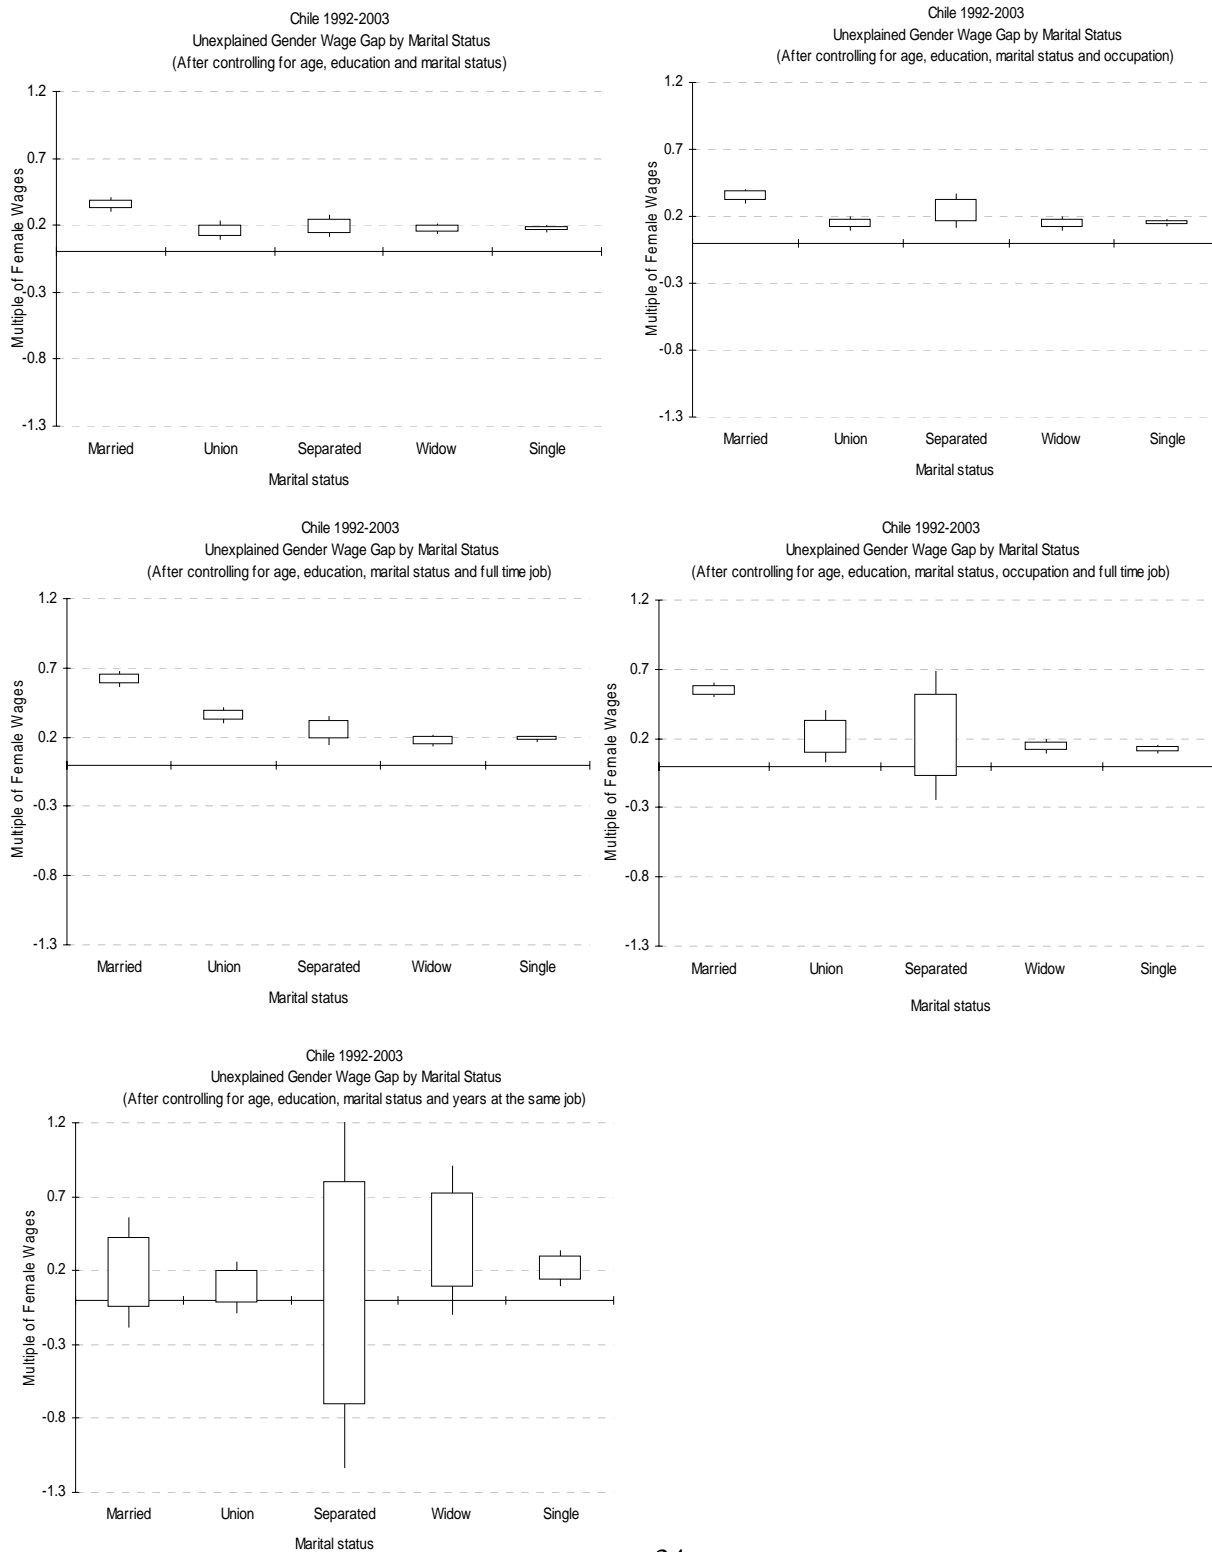 Chile 1992-2003
Unexplained Gender Wage Gap by Marital Status
(After controlling for age, education and marital status)
Multiple of Female Wages
1.2
0.7
0.2
-0.3
-0.8
-1.3
Married Union Separated Widow Single
Marital status
Chile 1992-2003
Unexplained Gender Wage Gap by Marital Status
(After controlling for age, education, marital status and occupation)
Multiple of Female Wages
1.2
0.7
0.2
-0.3
-0.8
-1.3
Married Union Separated Widow Single
Marital status
Chile 1992-2003
Unexplained Gender Wage Gap by Marital Status
(After controlling for age, education, marital status and full time job)
Multiple of Female Wages
1.2
0.7
0.2
-0.3
-0.8
-1.3
Married Union Separated Widow Single
Marital status
Chile 1992-2003
Unexplained Gender Wage Gap by Marital Status
(After controlling for age, education, marital status, occupation and full time job)
Multiple of Female Wages
1.2
0.7
0.2
-0.3
-0.8
-1.3
Married Union Separated Widow Single
Marital status
Chile 1992-2003
Unexplained Gender Wage Gap by Marital Status
(After controlling for age, education, marital status and years at the same job)
Multiple of Female Wages
1.2
0.7
0.2
-0.3
-0.8
-1.3
Married Union Separated Widow Single
Marital status